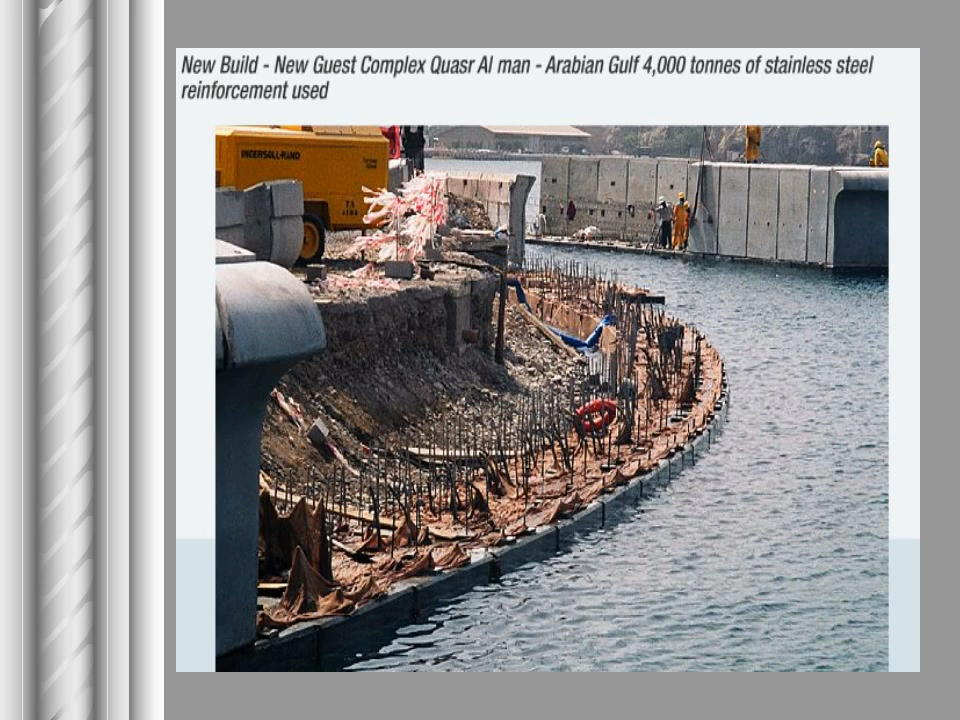 New Build - New Guest Complex Quasr Al man - Arabian Gulf 4,000 tonnes of stainless steel
reinforcement used
INGERSOLL-RAND